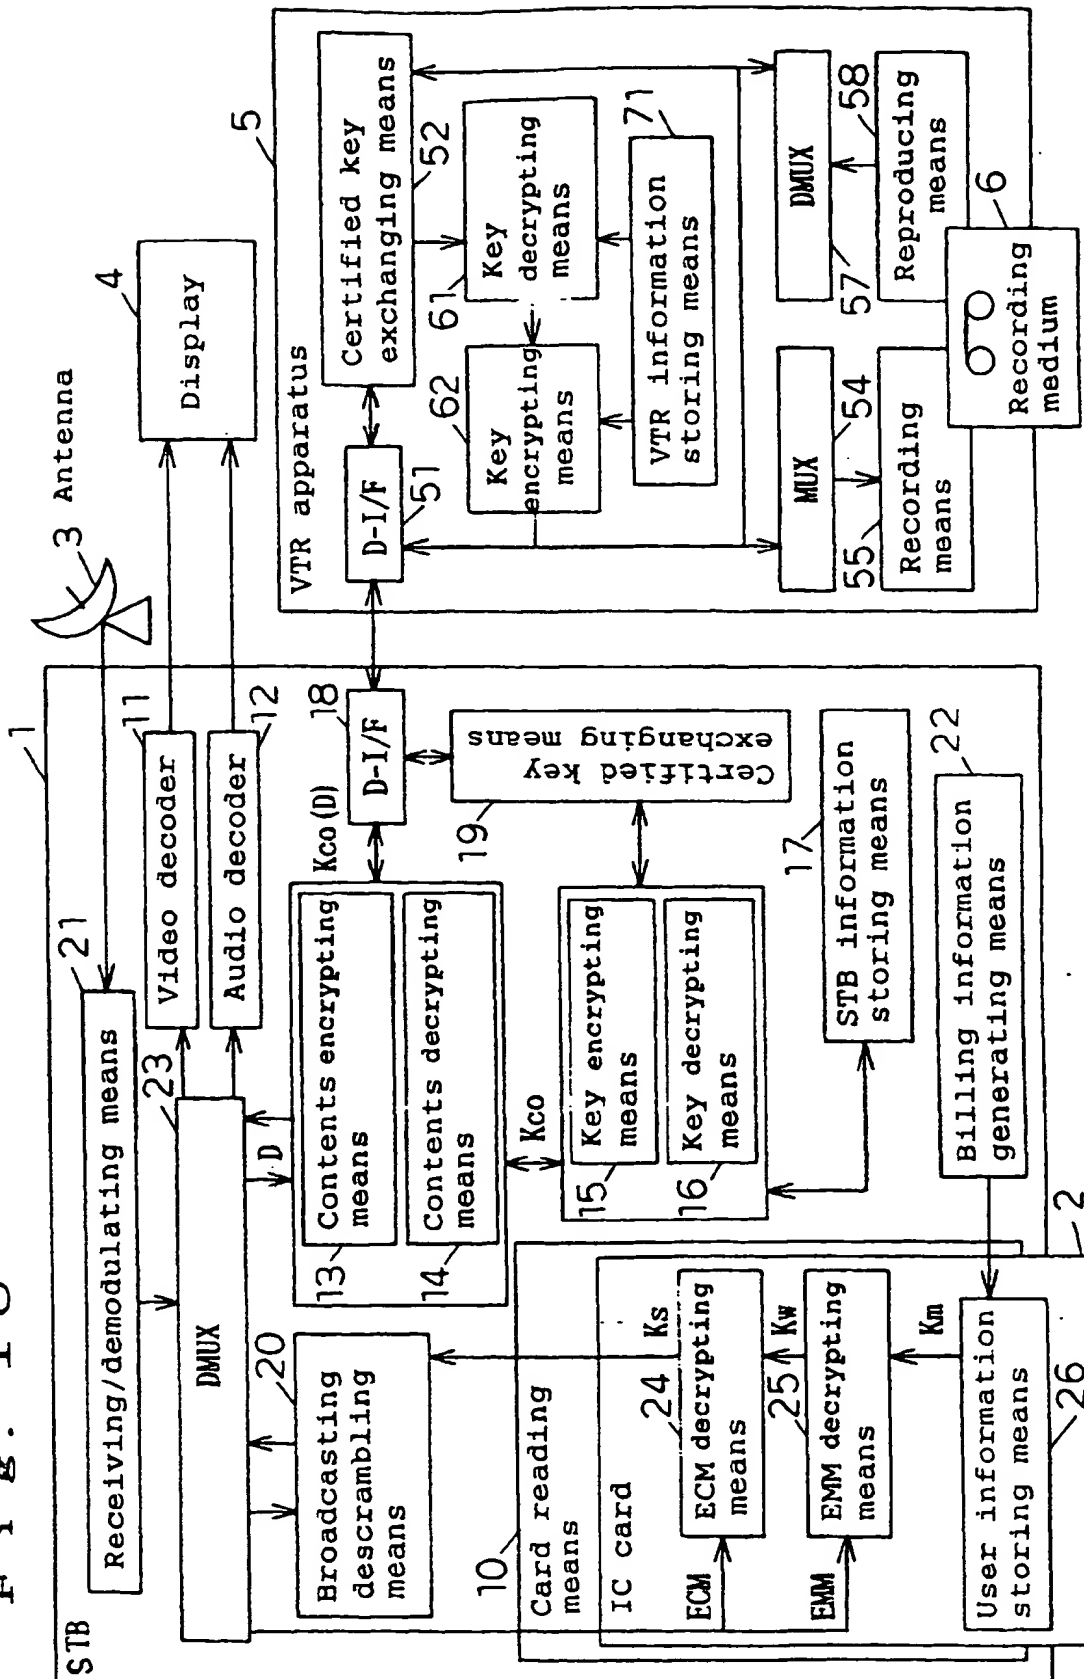 STB
1
Receiving/demodulating means
21
3 Antenna
4
Display
DMUX
23
Video decoder
11
Audio decoder
12
20
Broadcasting
descrambling
means
D
13
Contents encrypting
means
14
Contents decrypting
means
Kco(D)
18
D-I/F
Kco
15
Key encrypting
means
16
Key decrypting
means
19
Certified key
exchanging means
17
STB information
storing means
22
Billing information
generating means
10
Card reading
means
IC card
2
ECM
24
ECM decrypting
means
Ks
Kw
EMM
25
EMM decrypting
means
Km
User information
storing means
26
VTR apparatus
5
D-I/F
51
Certified key
exchanging means
52
61
Key
decrypting
means
62
Key
encrypting
means
VTR information
storing means
71
MUX
54
DMUX
57
55
Recording
means
58
Reproducing
means
6
Recording
medium